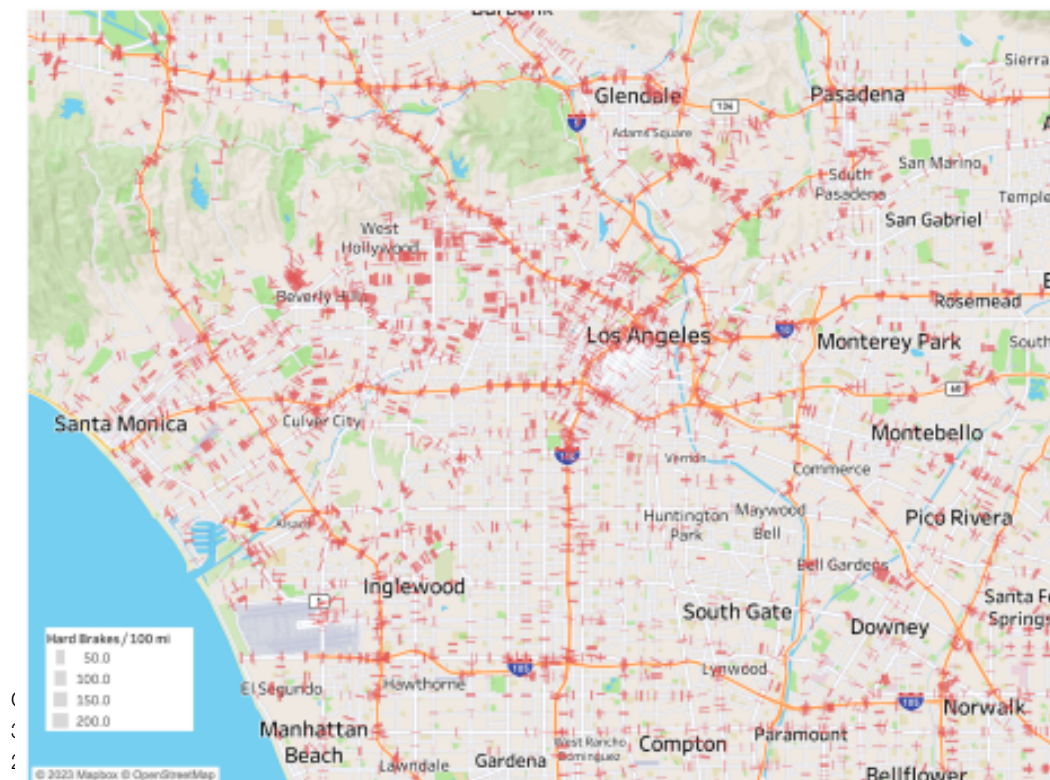 Glendale
134
Pasadena
5
Adams Square
San Marino
South
Pasadena
San Gabriel
West
Hollywood
Beverly Hills
Rosemead
Los Angeles
10
Monterey Park
South
60
Santa Monica
Culver City
Montebello
110
Vernon
Commerce
Huntington
Park
Maywood
Bell
Pico Rivera
Bell Gardens
Inglewood
1
South Gate
Downey
Santa Fe
Springs
Hard Brakes / 100 mi
50.0
100.0
150.0
200.0
105
Lynwood
El Segundo
Hawthorne
105
Norwalk
Manhattan
Beach
West Rancho
Dominguez
Compton
Paramount
Lawndale
Gardena
Bellflower
© 2023 Mapbox © OpenStreetMap